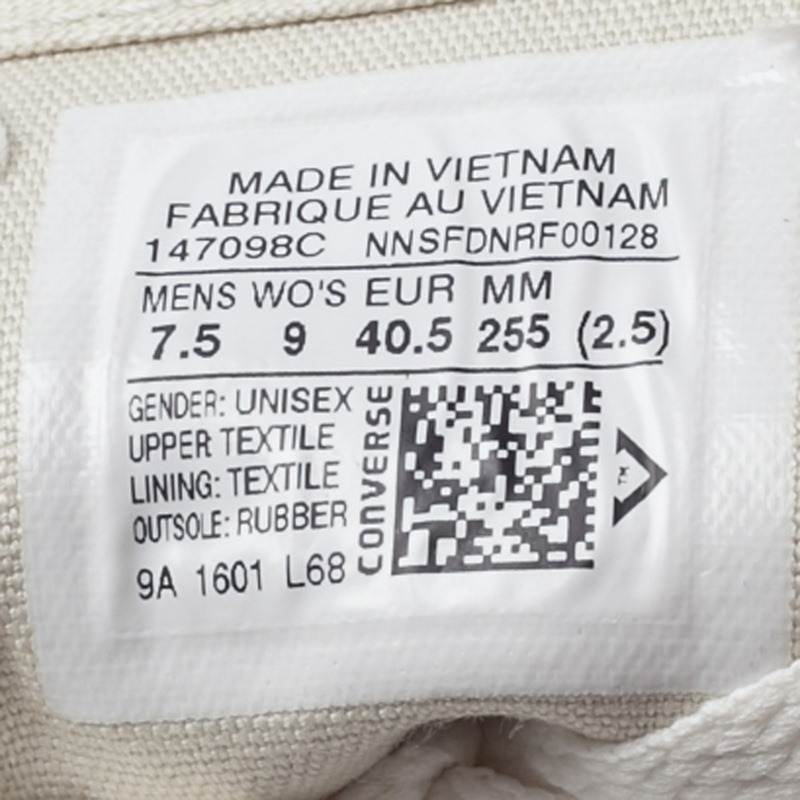 MADE IN VIETNAM
FABRIQUE AU VIETNAM
147098C NNSFDNRF00128
MENS WO'S EUR MM
7.5 9 40.5 255 (2.5)
GENDER: UNISEX
UPPER TEXTILE
LINING: TEXTILE
OUTSOLE: RUBBER
9A 1601 L68
CONVERSE
TM